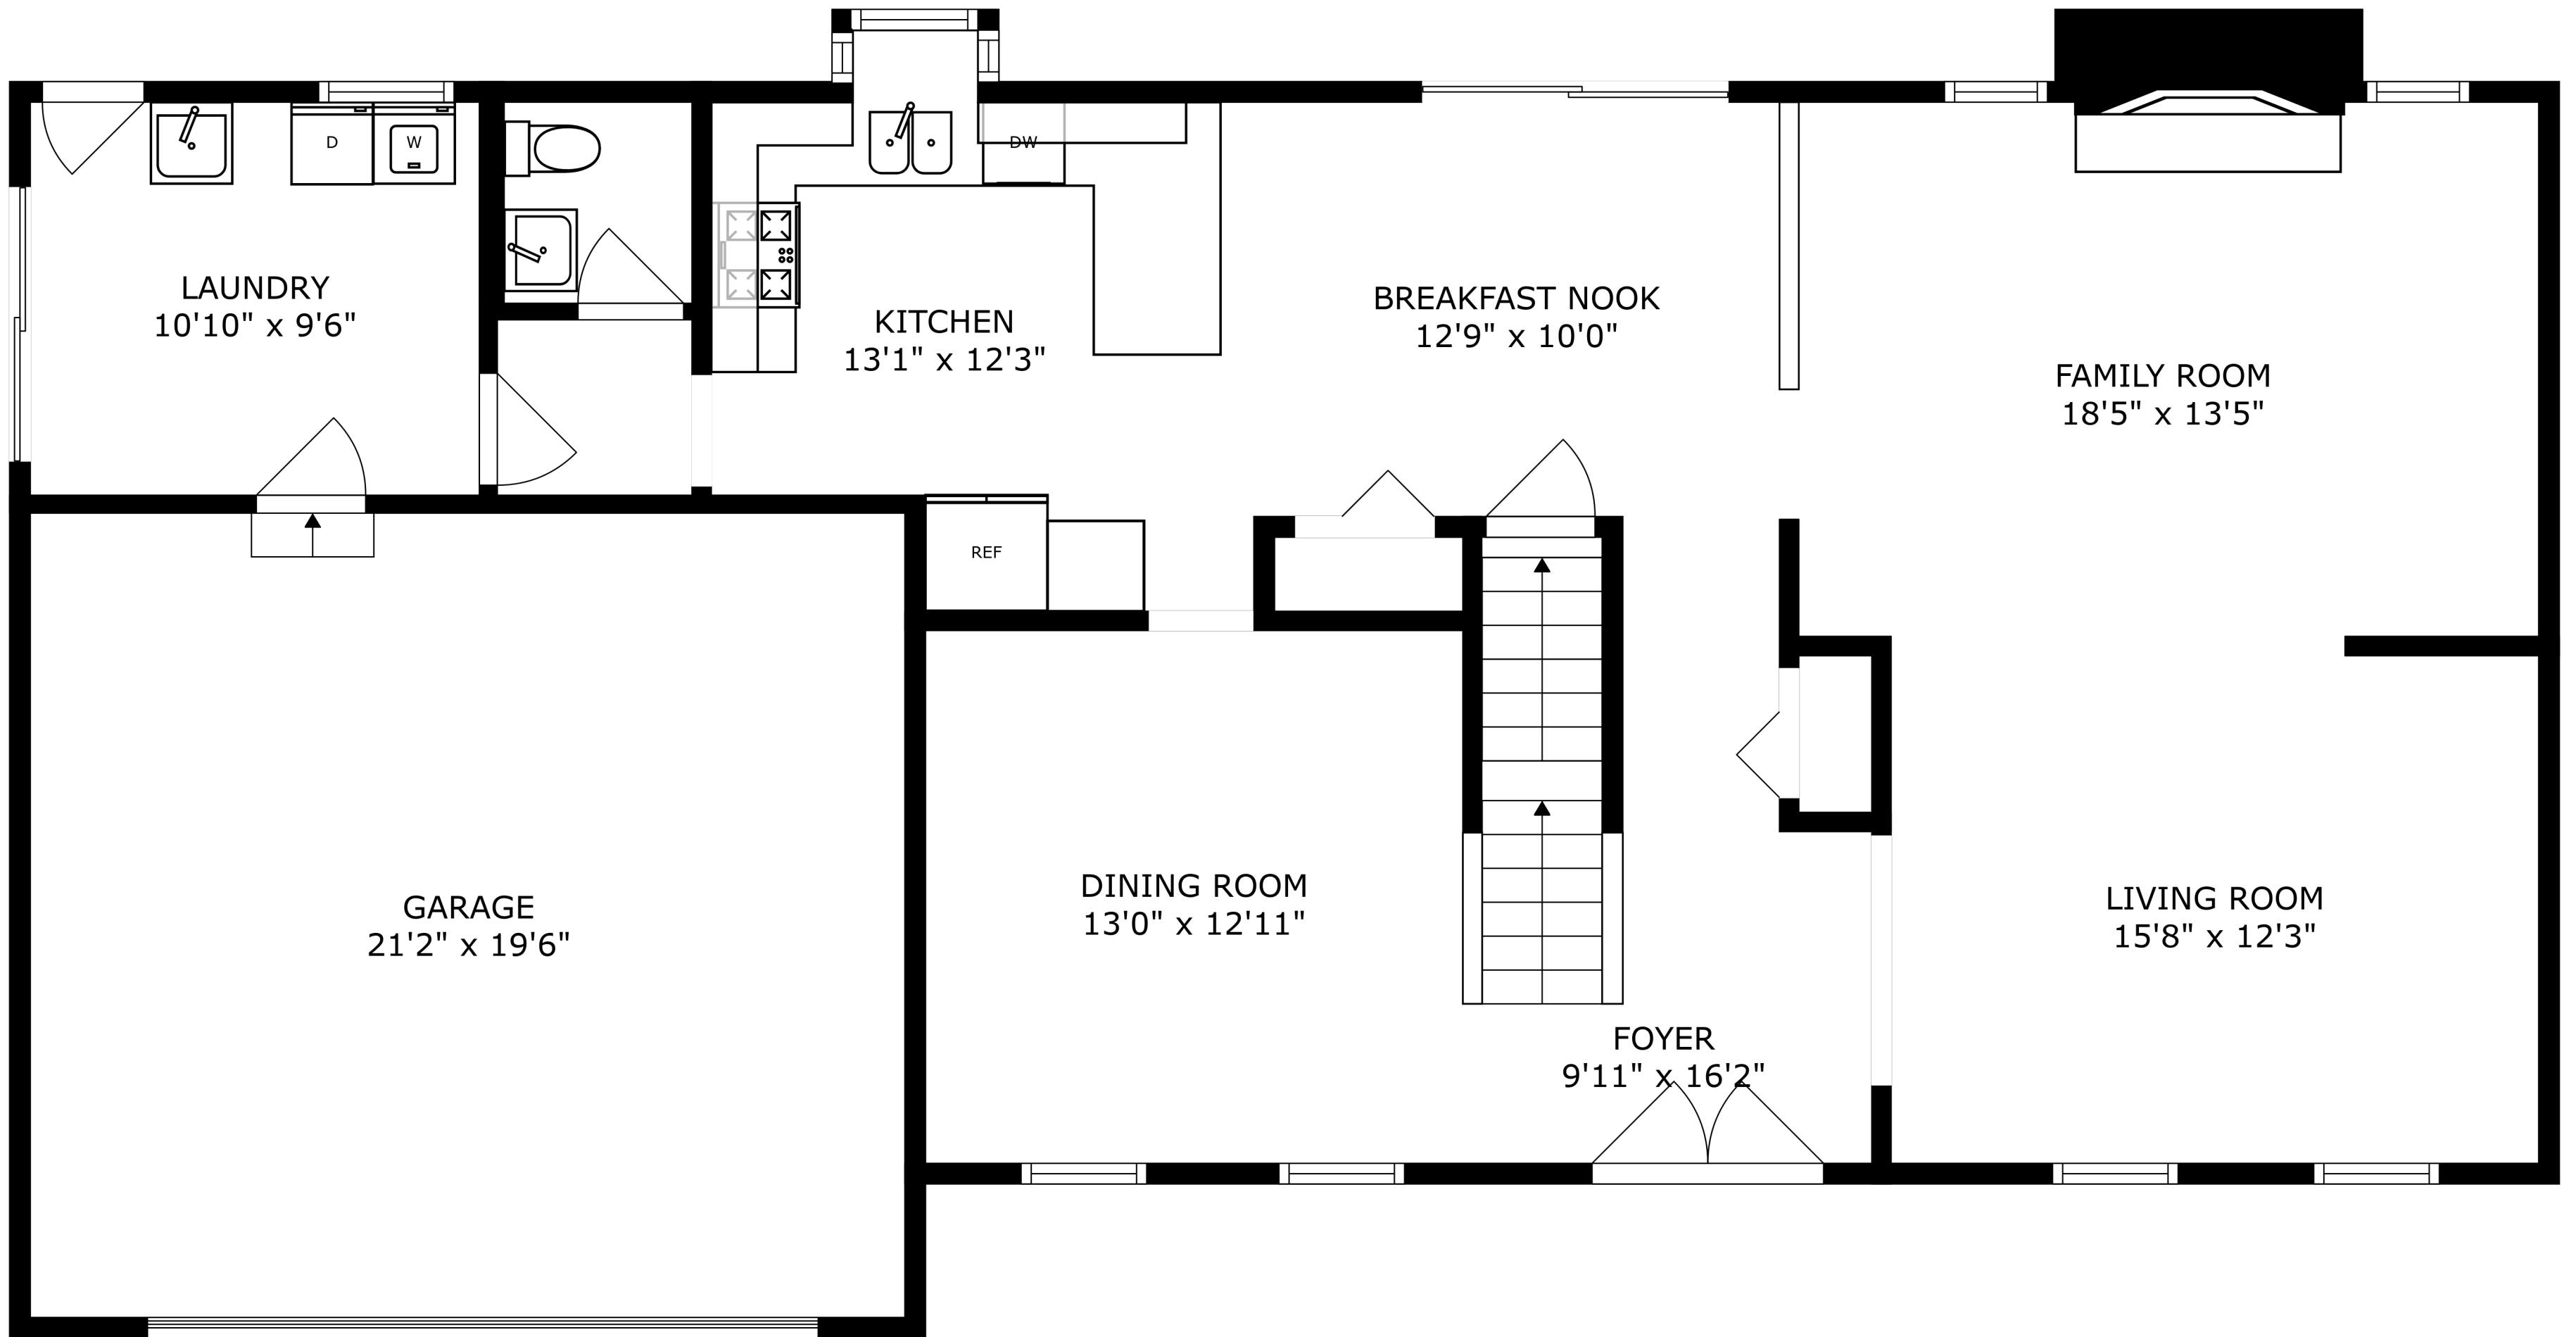 D
W
DW
LAUNDRY
10'10" x 9'6"
KITCHEN
13'1" x 12'3"
BREAKFAST NOOK
12'9" x 10'0"
FAMILY ROOM
18'5" x 13'5"
REF
GARAGE
21'2" x 19'6"
DINING ROOM
13'0" x 12'11"
LIVING ROOM
15'8" x 12'3"
FOYER
9'11" x 16'2"